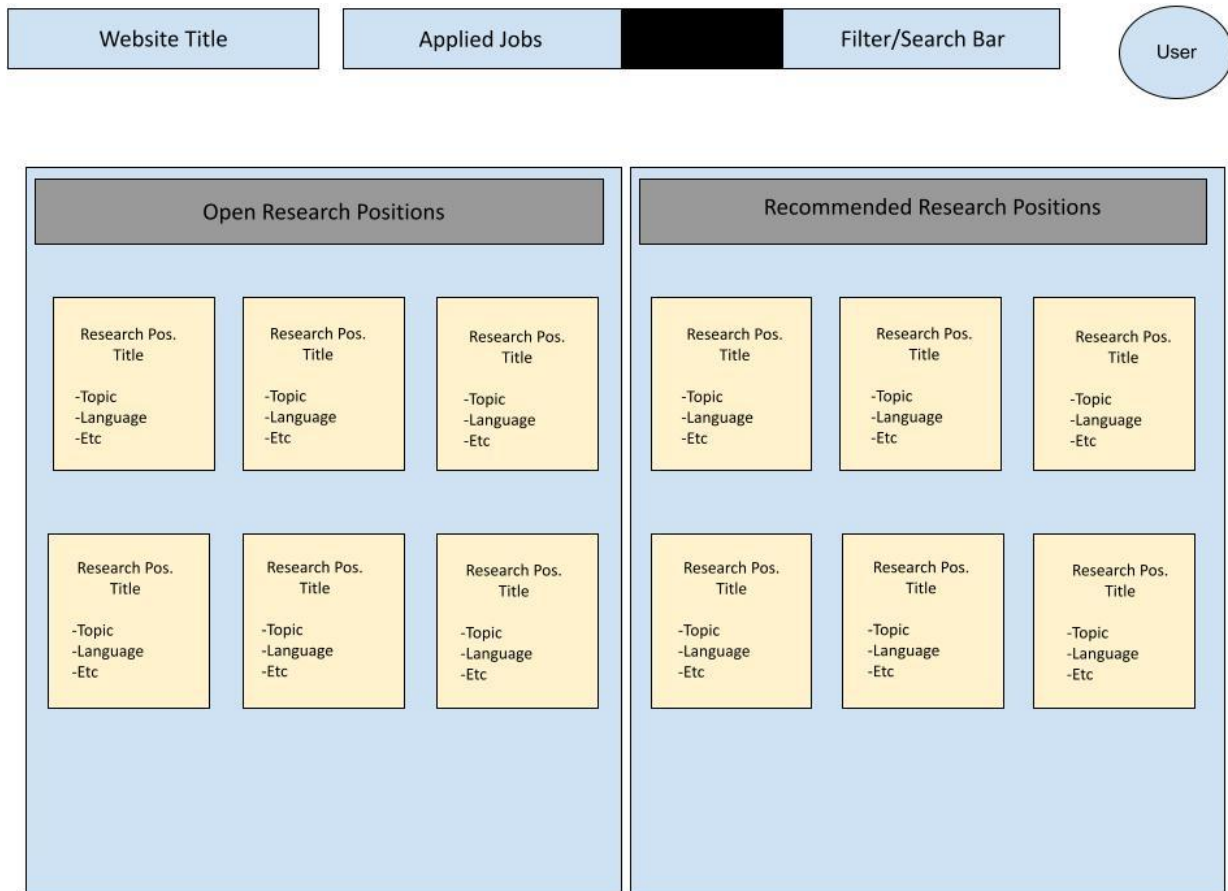 Website Title
Applied Jobs
Filter/Search Bar
User
Open Research Positions
Research Pos.
Title
-Topic
-Language
-Etc
Research Pos.
Title
-Topic
-Language
-Etc
Research Pos.
Title
-Topic
-Language
-Etc
Research Pos.
Title
-Topic
-Language
-Etc
Research Pos.
Title
-Topic
-Language
-Etc
Research Pos.
Title
-Topic
-Language
-Etc
Recommended Research Positions
Research Pos.
Title
-Topic
-Language
-Etc
Research Pos.
Title
-Topic
-Language
-Etc
Research Pos.
Title
-Topic
-Language
-Etc
Research Pos.
Title
-Topic
-Language
-Etc
Research Pos.
Title
-Topic
-Language
-Etc
Research Pos.
Title
-Topic
-Language
-Etc